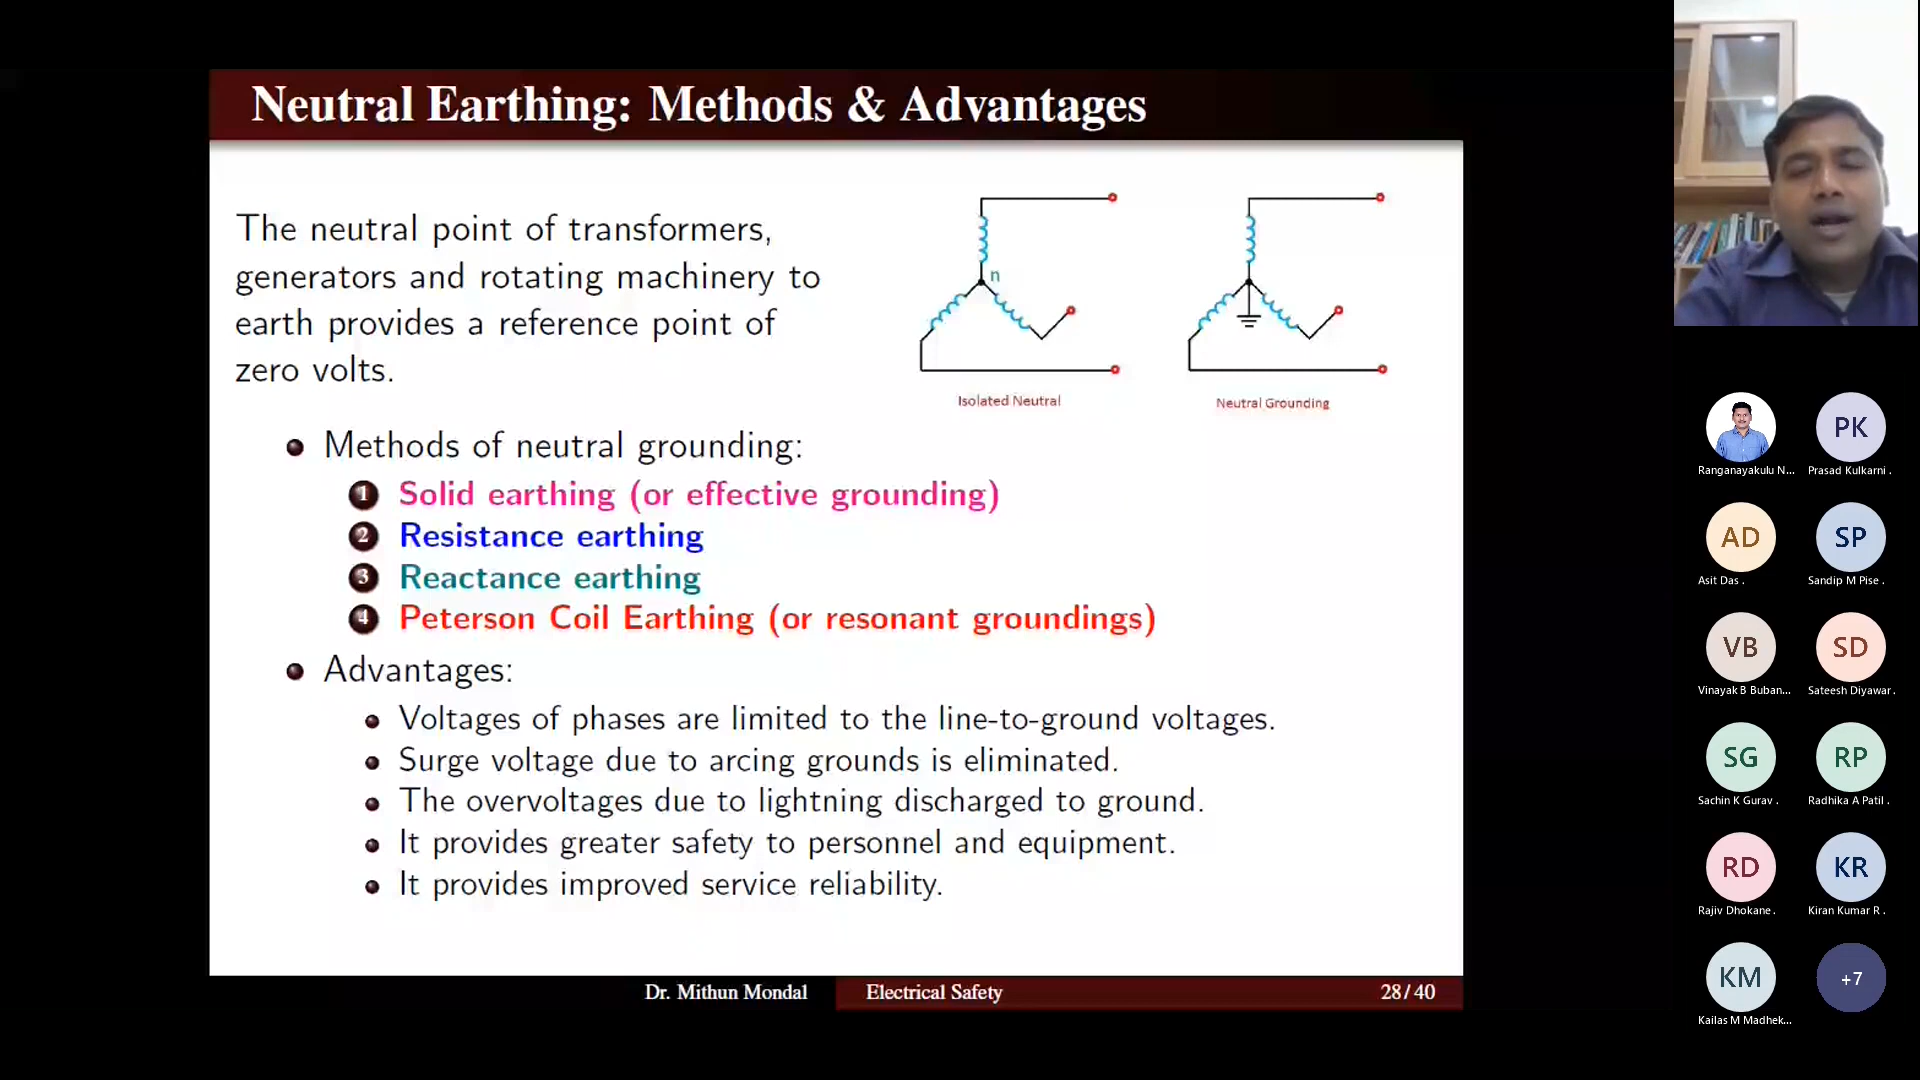 Neutral Earthing: Methods & Advantages
The neutral point of transformers,
generators and rotating machinery to
earth provides a reference point of
zero volts.
n
Isolated Neutral
Neutral Grounding
Methods of neutral grounding:
1 Solid earthing (or effective grounding)
2 Resistance earthing
3 Reactance earthing
4 Peterson Coil Earthing (or resonant groundings)
Advantages:
Voltages of phases are limited to the line-to-ground voltages.
Surge voltage due to arcing grounds is eliminated.
The overvoltages due to lightning discharged to ground.
It provides greater safety to personnel and equipment.
It provides improved service reliability.
Dr. Mithun Mondal
Electrical Safety
28/40
PK
Ranganayakulu N...
Prasad Kulkarni .
AD
SP
Asit Das .
Sandip M Pise .
VB
SD
Vinayak B Buban...
Sateesh Diyawar .
SG
RP
Sachin K Gurav .
Radhika A Patil .
RD
KR
Rajiv Dhokane .
Kiran Kumar R .
KM
+7
Kailas M Madhek...